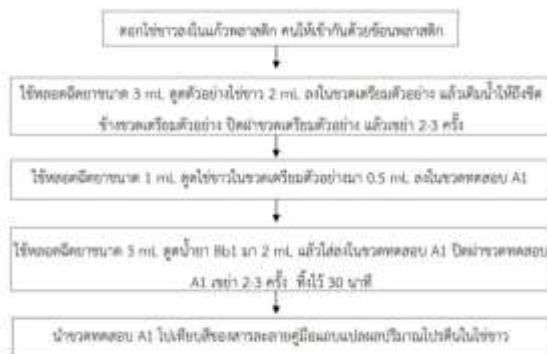 ตอกไข่ขาวลงในแก้วพลาสติก คนให้เข้ากันด้วยช้อนพลาสติก
ใช้หลอดฉีดยาขนาด 3 mL ดูดตัวอย่างไข่ขาว 2 mL ลงในขวดเตรียมตัวอย่าง แล้วเติมน้ำให้ถึงขีด
ข้างขวดเตรียมตัวอย่าง ปิดฝาขวดเตรียมตัวอย่าง แล้วเขย่า 2-3 ครั้ง
ใช้หลอดฉีดยาขนาด 1 mL ดูดไข่ขาวในขวดเตรียมตัวอย่างมา 0.5 mL ลงในขวดทดสอบ A1
ใช้หลอดฉีดยาขนาด 3 mL ดูดน้ำยา Bb1 มา 2 mL แล้วใส่ลงในขวดทดสอบ A1 ปิดฝาขวดทดสอบ
A1 เขย่า 2-3 ครั้ง ทิ้งไว้ 30 นาที
นำขวดทดสอบ A1 ไปเทียบสีของสารละลายคู่มือแถบแปลผลปริมาณโปรตีนในไข่ขาว